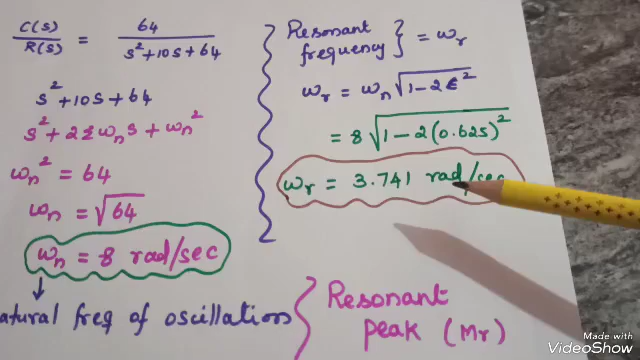 C(S)
R(S)
=
64
s²+10s+64
s²+10s+64
s²+2ξωn s+ωn²
ωn² = 64
ωn = √64
ωn = 8 rad/sec
atural freq of oscillations
Resonant
frequency } = ωr
ωr = ωn √1-2ξ²
= 8 √1-2(0.625)²
ωr = 3.741 rad/sec
Resonant
peak (Mr)
Made with
VideoShow